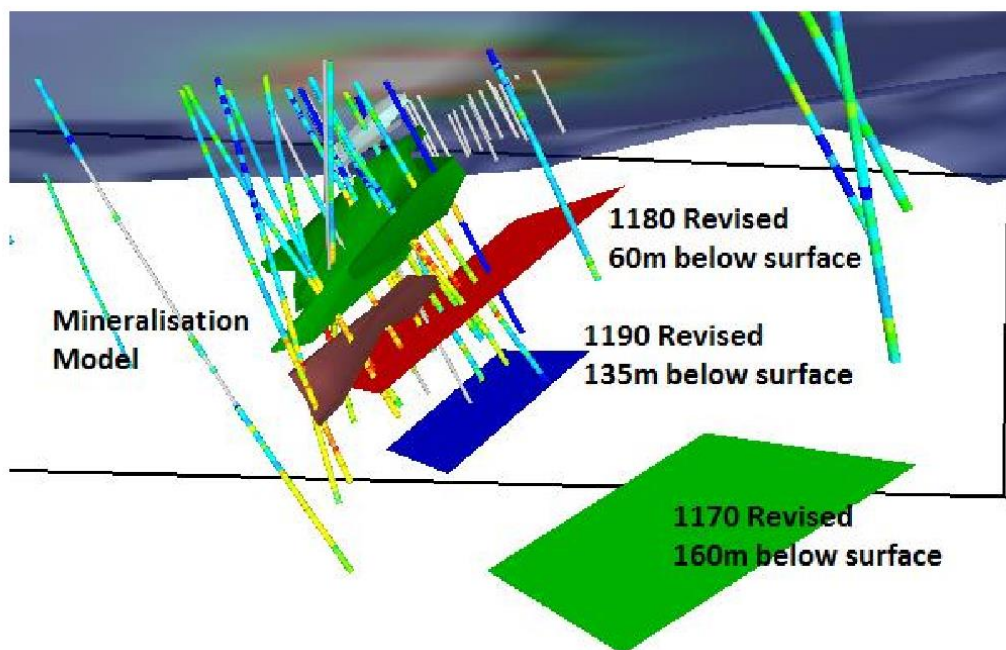 1180 Revised
60m below surface
Mineralisation
Model
1190 Revised
135m below surface
1170 Revised
160m below surface